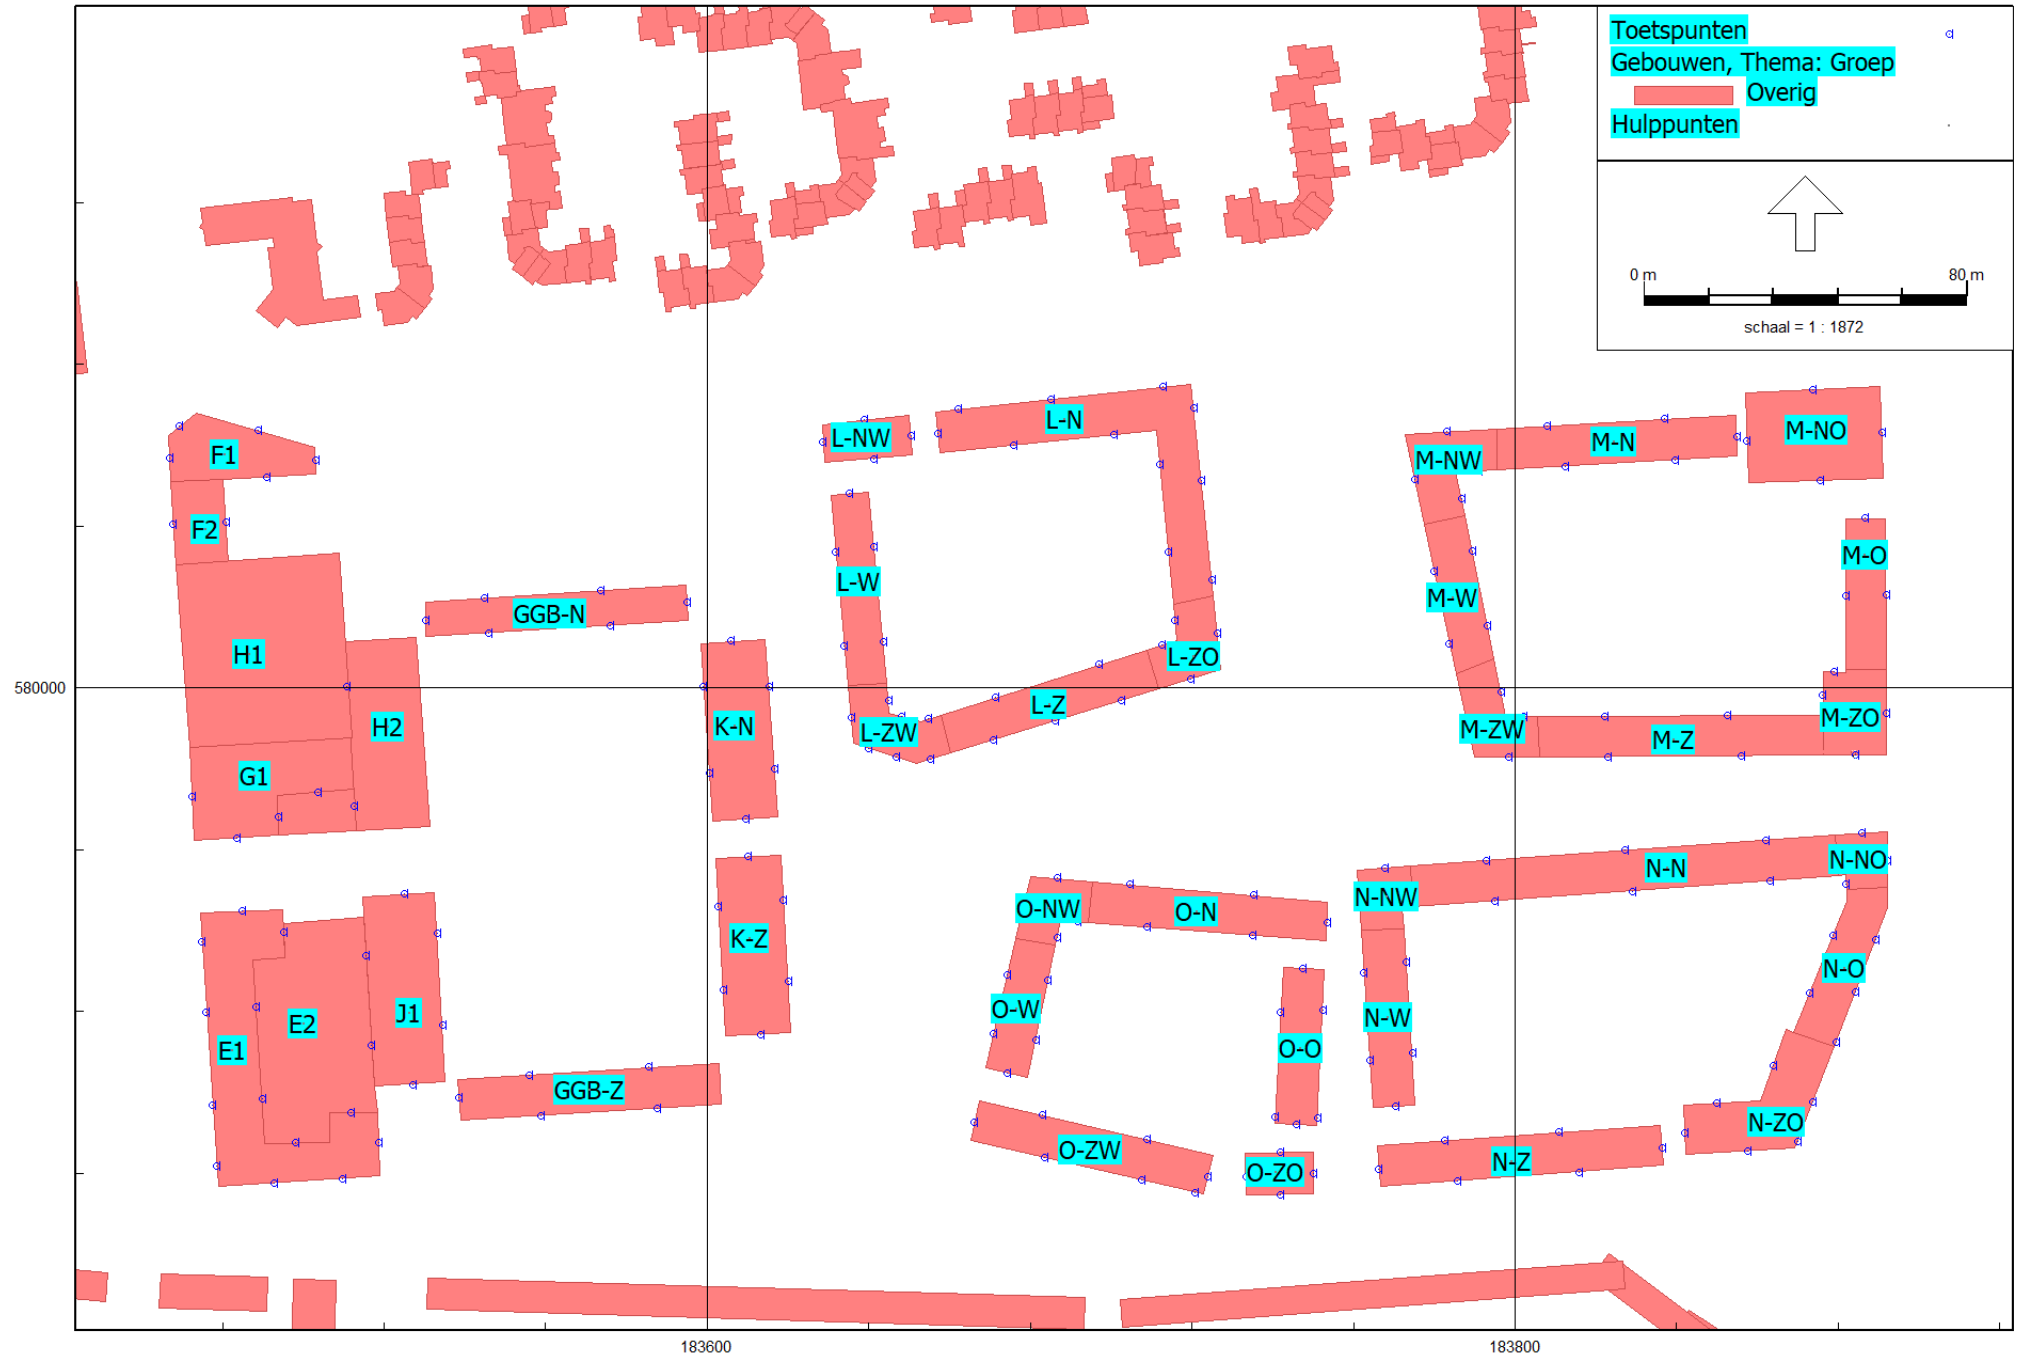 Toetspunten
Gebouwen, Thema: Groep
Overig
Hulppunten
0 m 80 m
schaal = 1 : 1872
L-N
L-NW
M-NO
M-N
F1
M-NW
F2
M-O
L-W
M-W
GGB-N
H1
L-ZO
L-Z
M-ZO
580000
H2
K-N
L-ZW
M-ZW
M-Z
G1
N-NO
N-N
N-NW
O-NW
O-N
K-Z
N-O
O-W
J1
N-W
E2
E1
O-O
GGB-Z
N-ZO
O-ZW
N-Z
O-ZO
183600 183800